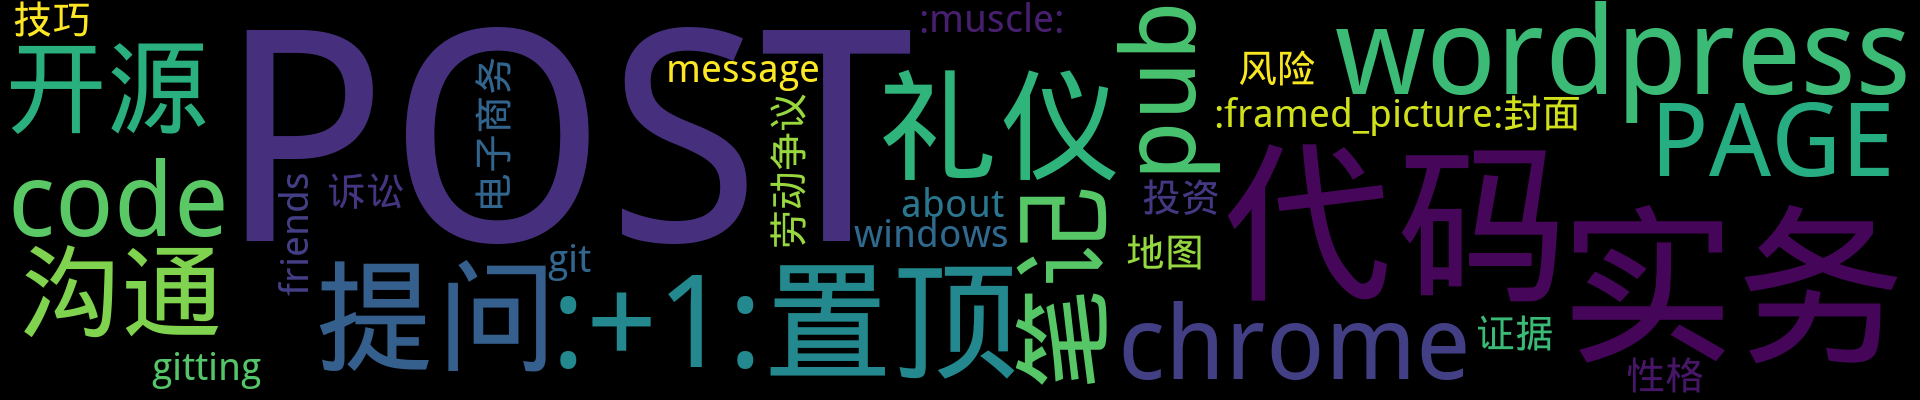 技巧
开源
code
沟通
gitting
POST
friends
诉讼
电子商务
提问
git
:+1:置顶
message
劳动争议
:muscle:
礼仪
about
windows
笔记
pub
投资
地图
chrome
风险
:framed_picture:封面
wordpress
PAGE
代码
实务
证据
性格